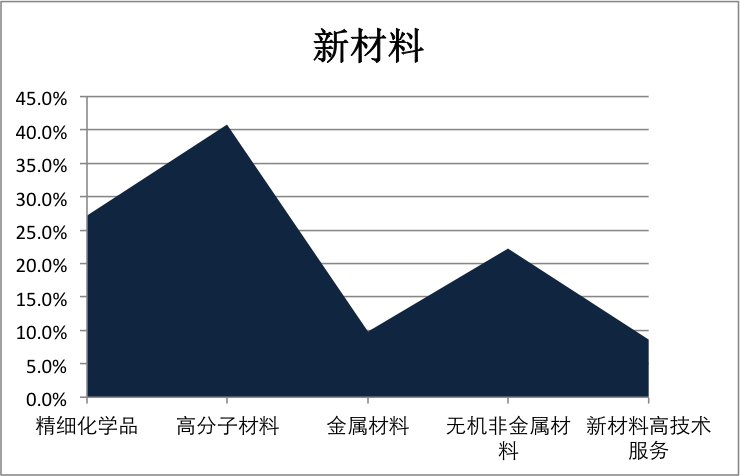 新材料
45.0%
40.0%
35.0%
30.0%
25.0%
20.0%
15.0%
10.0%
5.0%
0.0%
精细化学品
高分子材料
金属材料
无机非金属材
料
新材料高技术
服务